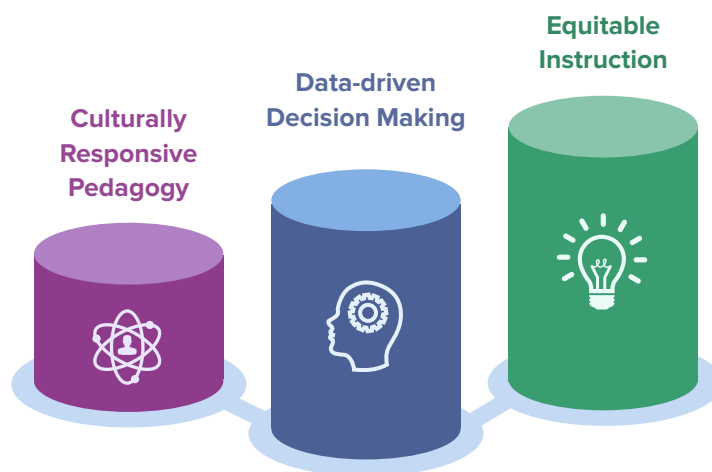 Culturally
Responsive
Pedagogy
Data-driven
Decision Making
Equitable
Instruction